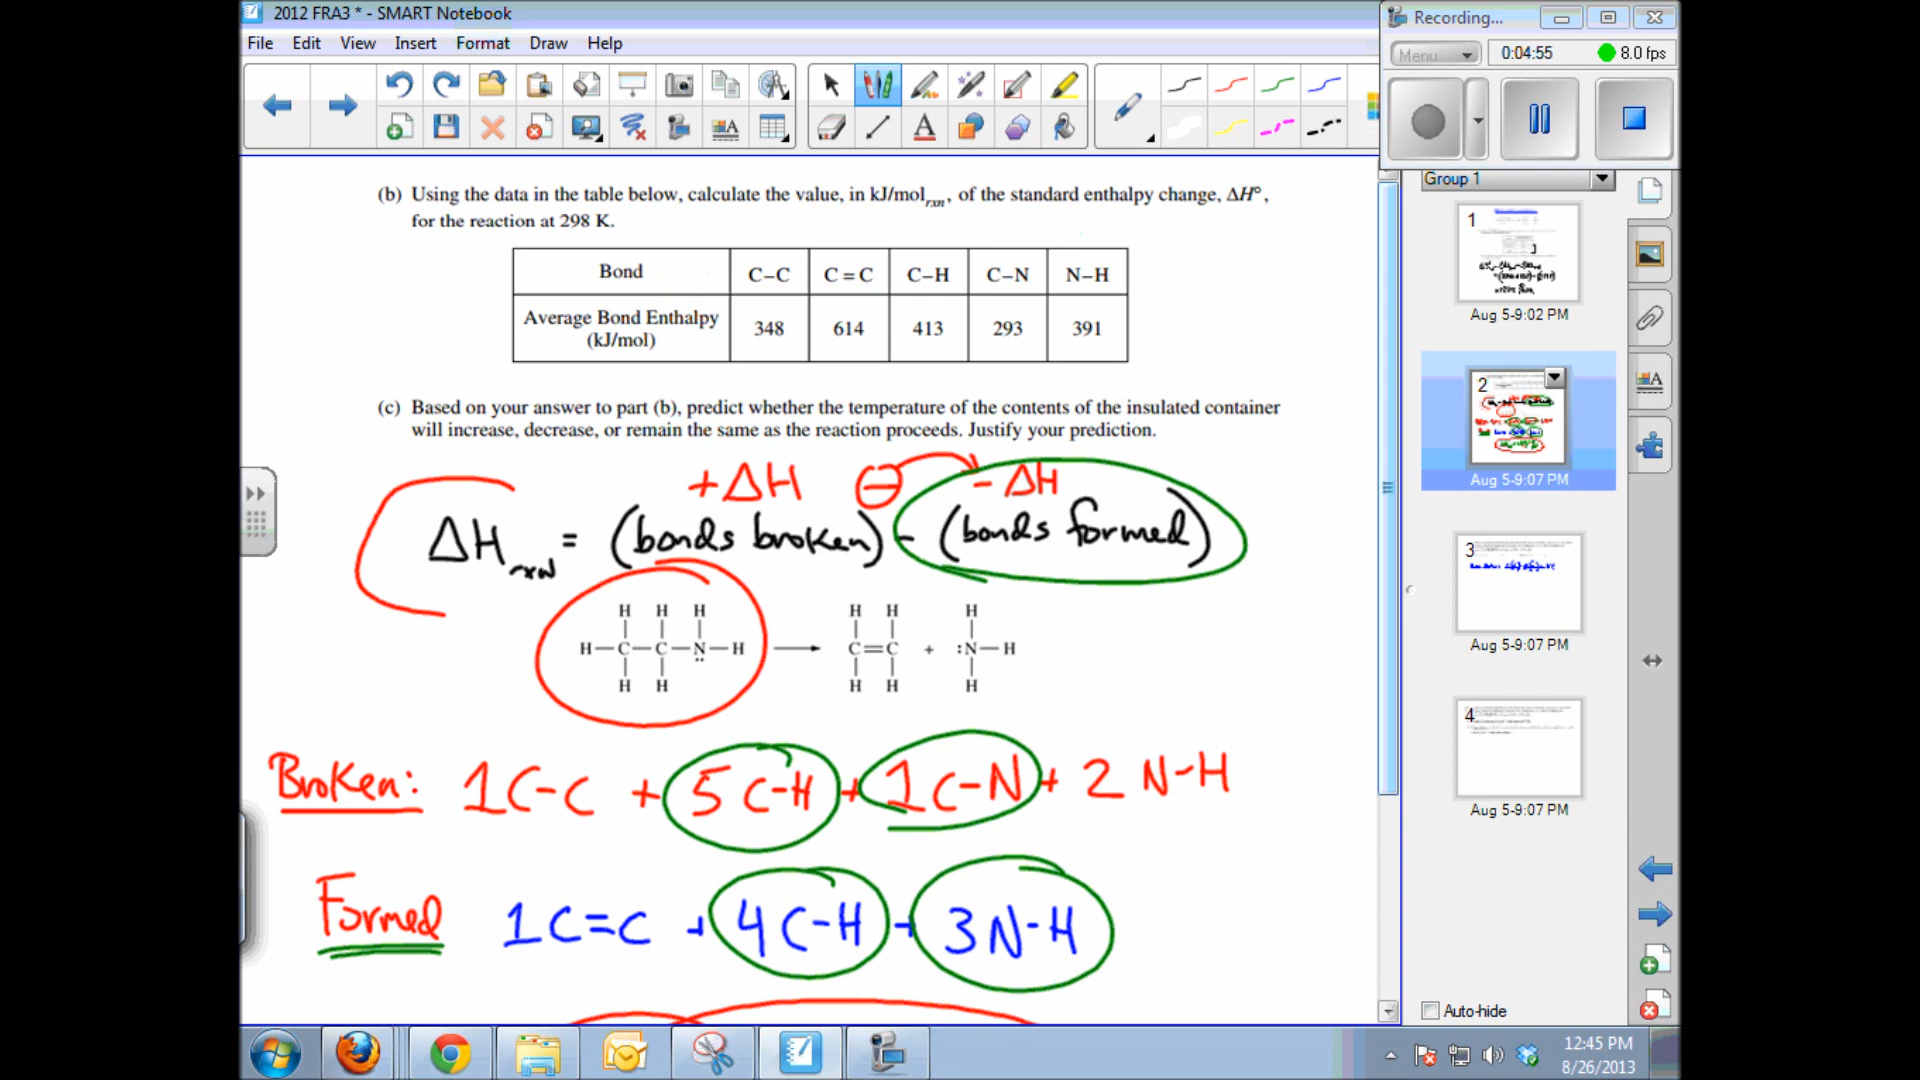 2012 FRA3 * - SMART Notebook
File Edit View Insert Format Draw Help
Recording...
Menu
0:04:55
8.0 fps
(b) Using the data in the table below, calculate the value, in kJ/mol_rxn, of the standard enthalpy change, ΔH°,
for the reaction at 298 K.
Bond C–C C=C C–H C–N N–H
Average Bond Enthalpy
(kJ/mol) 348 614 413 293 391
(c) Based on your answer to part (b), predict whether the temperature of the contents of the insulated container
will increase, decrease, or remain the same as the reaction proceeds. Justify your prediction.
+ΔH − -ΔH
ΔHrxn = (bonds broken) - (bonds formed)
H H H H H H
H—C—C—N—H → C=C + :N—H
H H H H H
Broken: 1C-C + 5 C-H + 1 C-N + 2 N-H
Formed 1C=C + 4 C-H + 3 N-H
Group 1
1
Aug 5-9:02 PM
2
Aug 5-9:07 PM
3
Aug 5-9:07 PM
4
Aug 5-9:07 PM
Auto-hide
12:45 PM
8/26/2013